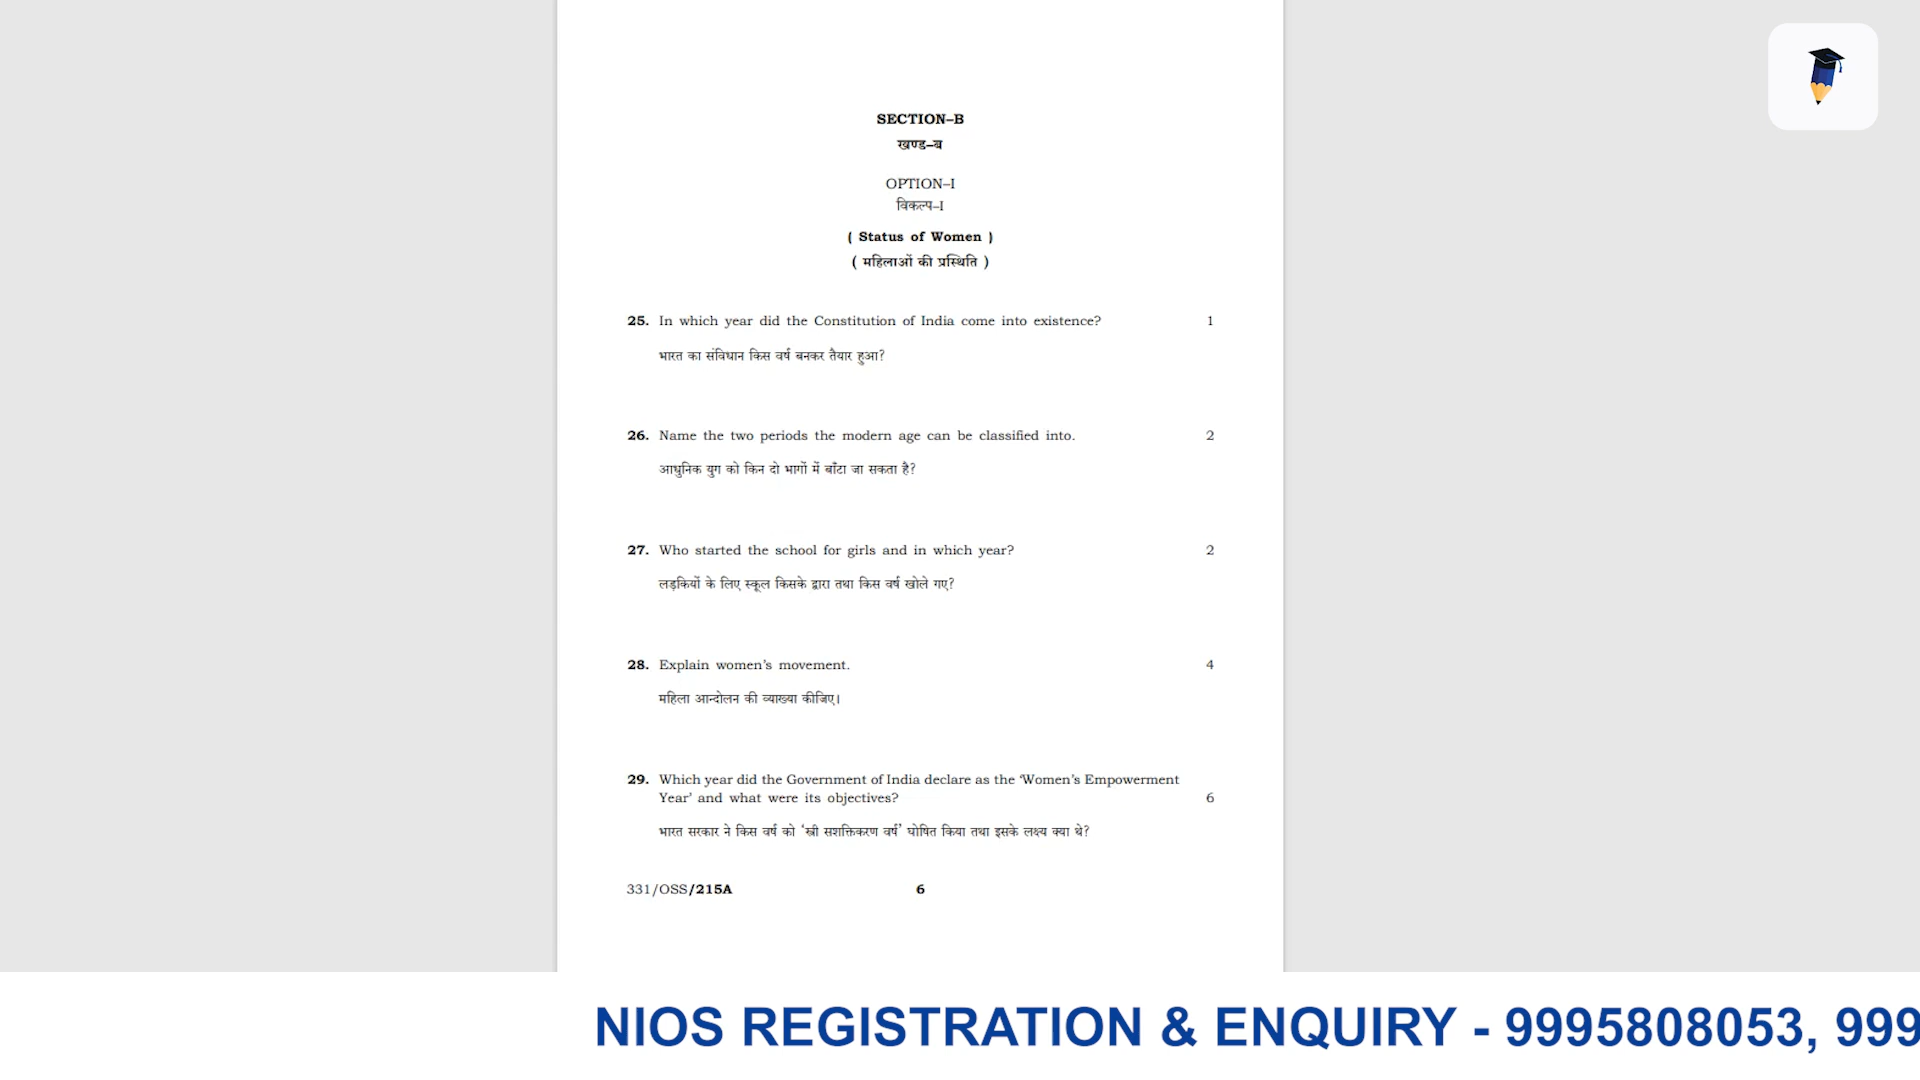 SECTION–B
खण्ड–ब
OPTION–I
विकल्प–I
( Status of Women )
( महिलाओं की प्रस्थिति )
25. In which year did the Constitution of India come into existence? 1
भारत का संविधान किस वर्ष बनकर तैयार हुआ?
26. Name the two periods the modern age can be classified into. 2
आधुनिक युग को किन दो भागों में बाँटा जा सकता है?
27. Who started the school for girls and in which year? 2
लड़कियों के लिए स्कूल किसके द्वारा तथा किस वर्ष खोले गए?
28. Explain women’s movement. 4
महिला आन्दोलन की व्याख्या कीजिए।
29. Which year did the Government of India declare as the ‘Women’s Empowerment
Year’ and what were its objectives? 6
भारत सरकार ने किस वर्ष को ‘स्त्री सशक्तिकरण वर्ष’ घोषित किया तथा इसके लक्ष्य क्या थे?
331/OSS/215A 6
NIOS REGISTRATION & ENQUIRY - 9995808053, 999